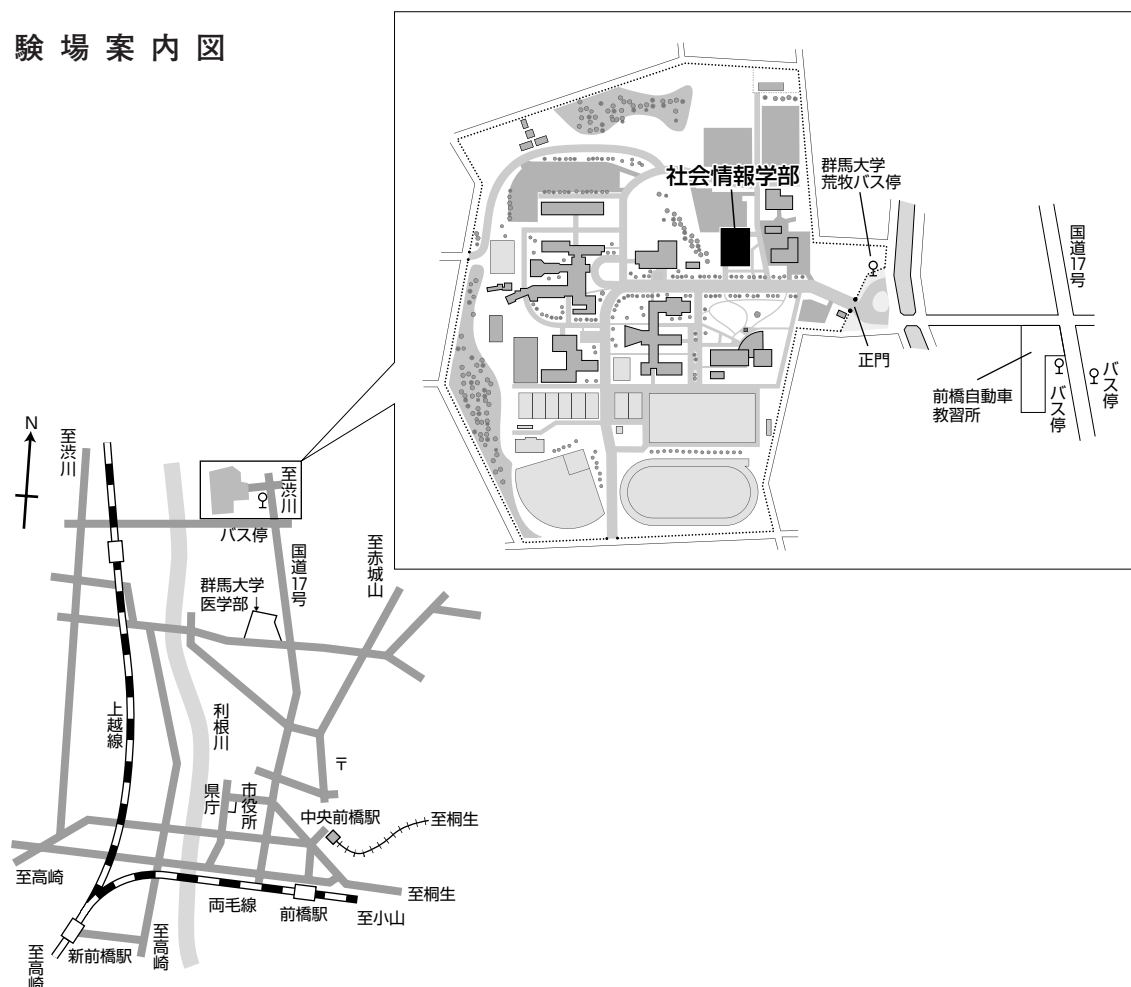 験場案内図
社会情報学部
群馬大学
荒牧バス停
国道17号
正門
前橋自動車
教習所
バス停
バス停
N
至渋川
至渋川
バス停
国道17号
至赤城山
群馬大学
医学部
上越線
利根川
〒
県庁
市役所
中央前橋駅
至桐生
至高崎
至桐生
両毛線
前橋駅
至小山
新前橋駅
至高崎
至高崎